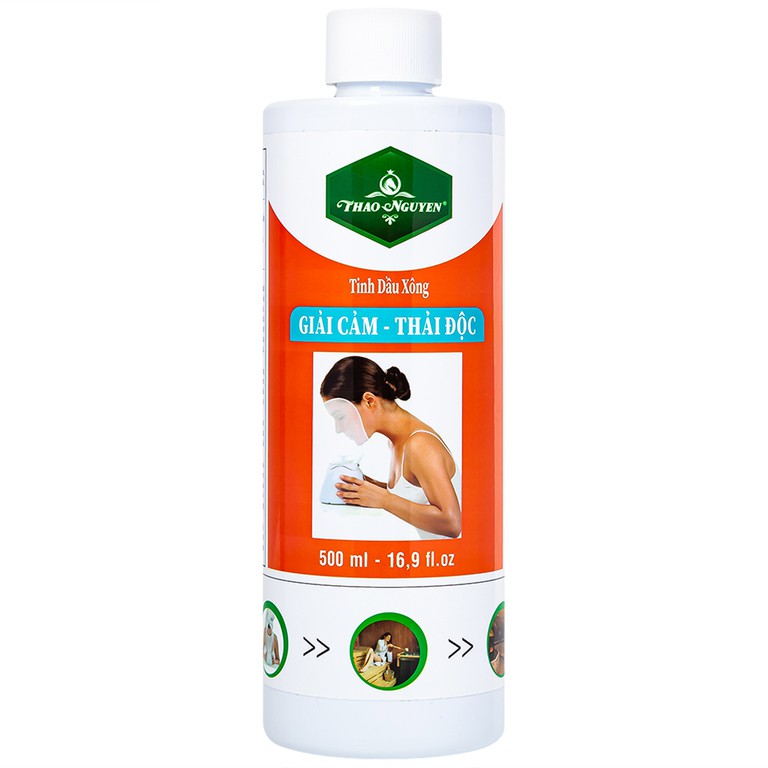 THAO-NGUYEN®
Tinh Dầu Xông
GIẢI CẢM - THẢI ĐỘC
500 ml - 16,9 fl.oz
>> >>